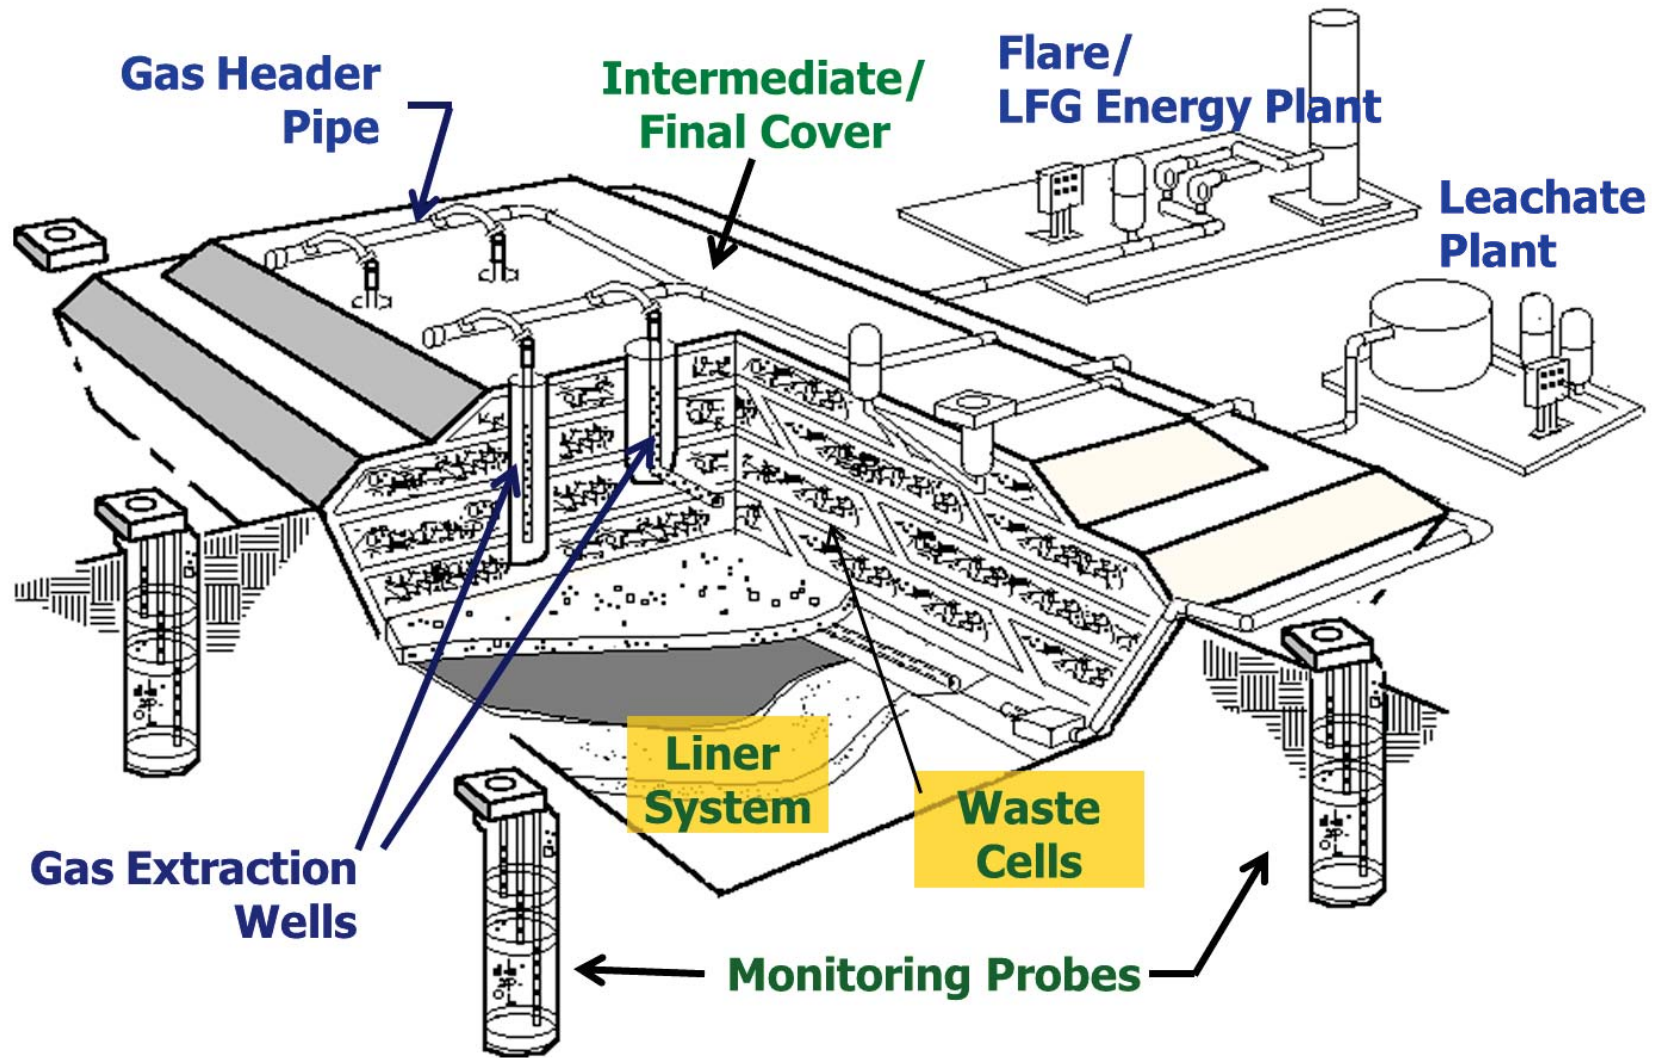 Gas Header
Pipe
Intermediate/
Final Cover
Flare/
LFG Energy Plant
Leachate
Plant
Liner
System
Waste
Cells
Gas Extraction
Wells
Monitoring Probes